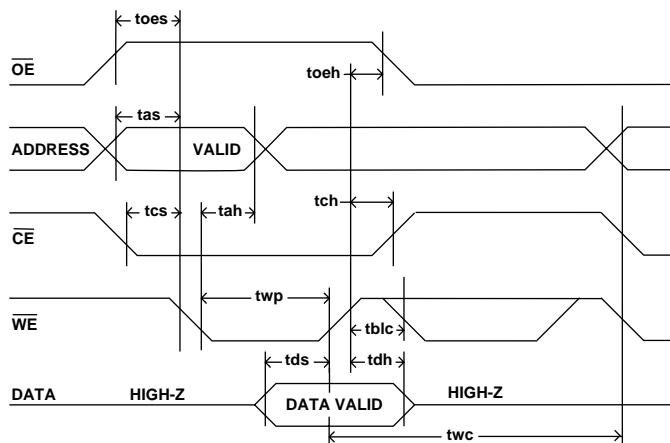 toes
OE
toeh
tas
ADDRESS
VALID
tcs
tah
tch
CE
twp
WE
tblc
tds
tdh
DATA
HIGH-Z
DATA VALID
HIGH-Z
twc